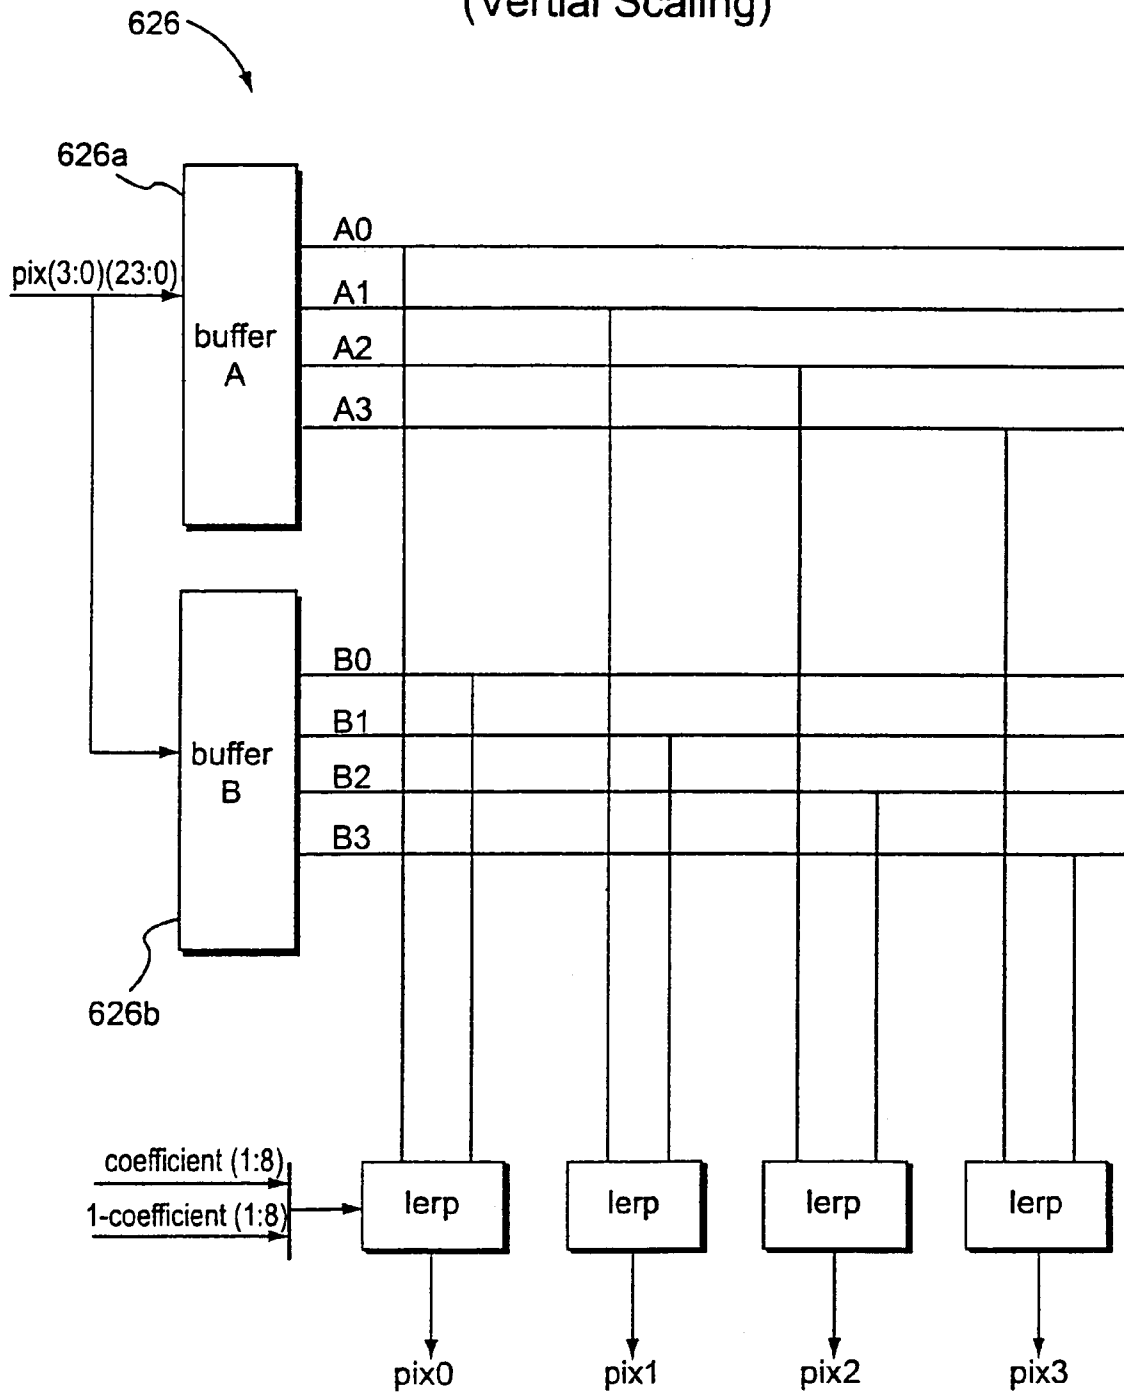 (Vertial Scaling)
626
626a
pix(3:0)(23:0)
buffer
A
A0
A1
A2
A3
buffer
B
B0
B1
B2
B3
626b
coefficient (1:8)
1-coefficient (1:8)
lerp
lerp
lerp
lerp
pix0
pix1
pix2
pix3